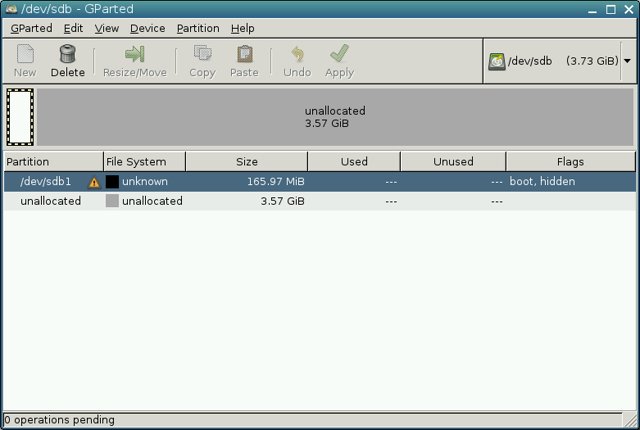 /dev/sdb - GParted
GParted Edit View Device Partition Help
New Delete Resize/Move Copy Paste Undo Apply /dev/sdb (3.73 GiB)
unallocated
3.57 GiB
Partition File System Size Used Unused Flags
/dev/sdb1 unknown 165.97 MiB --- --- boot, hidden
unallocated unallocated 3.57 GiB --- ---
0 operations pending